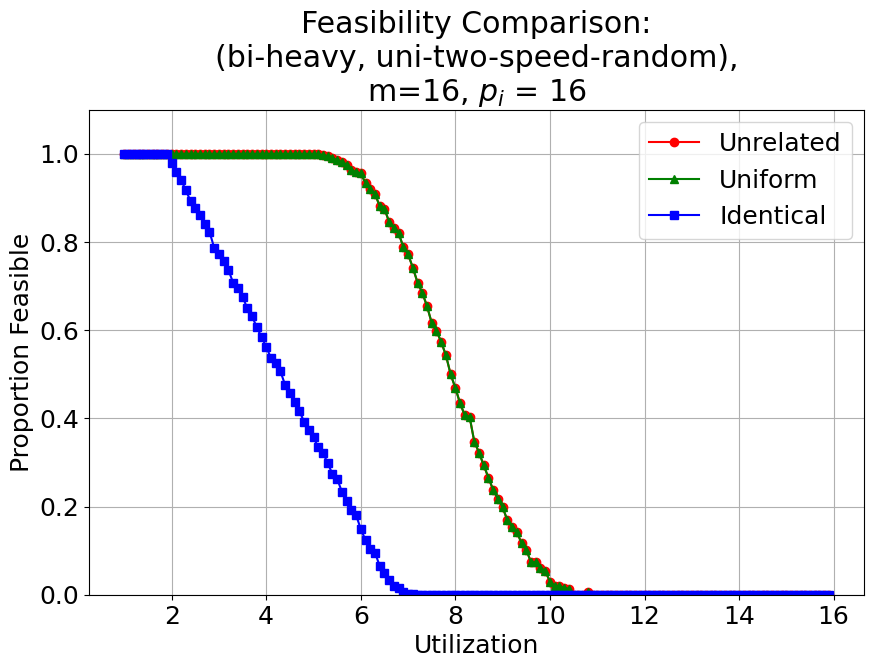 Feasibility Comparison:
(bi-heavy, uni-two-speed-random),
m=16, pᵢ = 16
Unrelated
Uniform
Identical
Proportion Feasible
1.0
0.8
0.6
0.4
0.2
0.0
2 4 6 8 10 12 14 16
Utilization